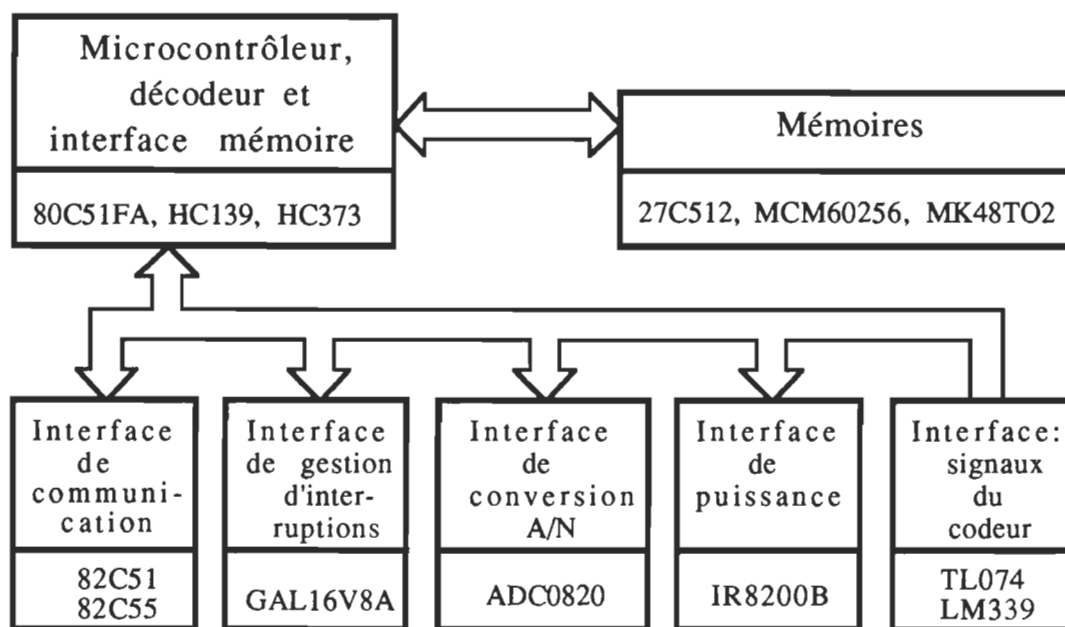 Microcontrôleur,
décodeur et
interface mémoire
80C51FA, HC139, HC373
Mémoires
27C512, MCM60256, MK48TO2
Interface
de
communi-
cation
82C51
82C55
Interface
de gestion
d'inter-
ruptions
GAL16V8A
Interface
de
conversion
A/N
ADC0820
Interface
de
puissance
IR8200B
Interface:
signaux
du
codeur
TL074
LM339